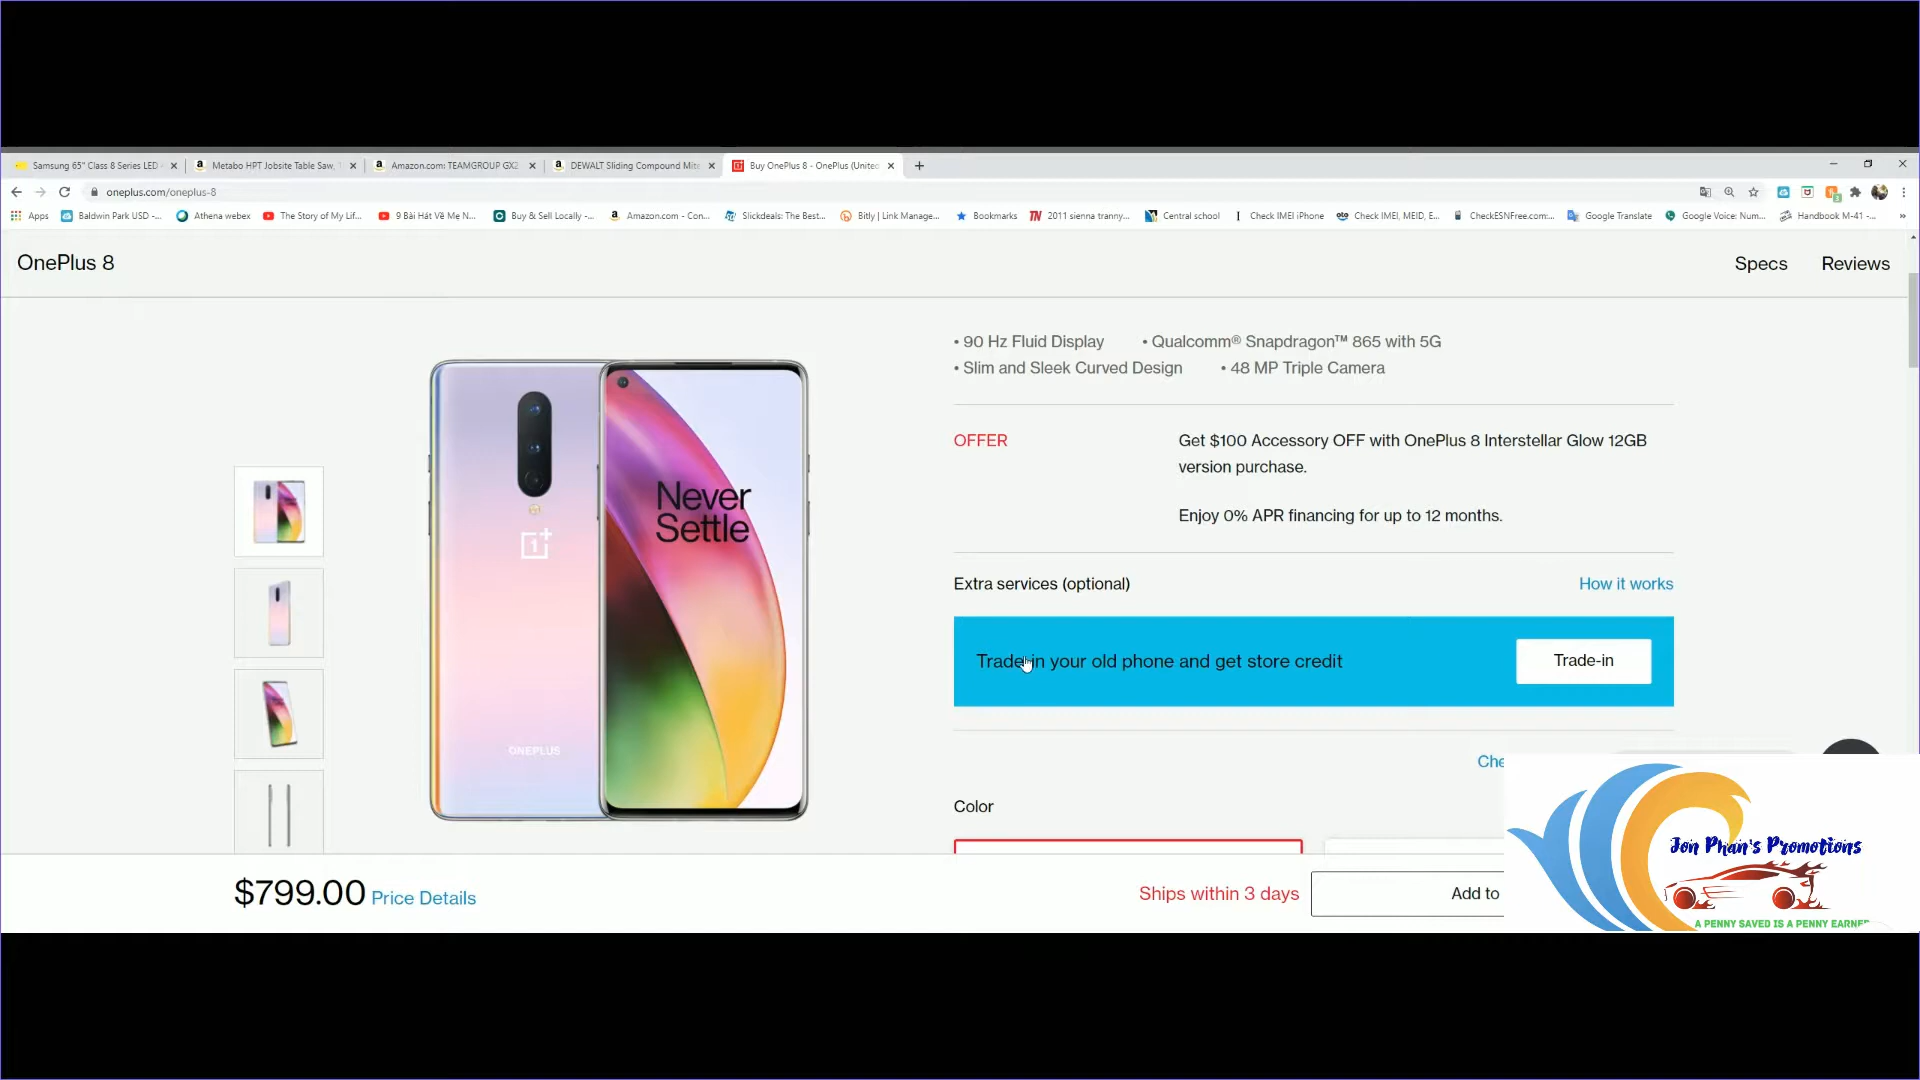 Samsung 65" Class 8 Series LED
Metabo HPT Jobsite Table Saw,
Amazon.com: TEAMGROUP GX2
DEWALT Sliding Compound Mit
Buy OnePlus 8 - OnePlus (Unite
oneplus.com/oneplus-8
Apps
Baldwin Park USD -...
Athena webex
The Story of My Lif...
9 Bài Hát Về Me N...
Buy & Sell Locally -...
Amazon.com - Con...
Slickdeals: The Best...
Bitly | Link Manage...
Bookmarks
2011 sienna tranny...
Central school
Check IMEI iPhone
Check IMEI, MEID, E...
CheckESNFree.com:...
Google Translate
Google Voice: Num...
Handbook M-41 -...
»
OnePlus 8
Specs
Reviews
• 90 Hz Fluid Display • Qualcomm® Snapdragon™ 865 with 5G
• Slim and Sleek Curved Design • 48 MP Triple Camera
OFFER
Get $100 Accessory OFF with OnePlus 8 Interstellar Glow 12GB
version purchase.
Enjoy 0% APR financing for up to 12 months.
Never
Settle
ONEPLUS
Extra services (optional)
How it works
Trade-in your old phone and get store credit
Trade-in
Che
Color
$799.00 Price Details
Ships within 3 days
Add to
Jon Phan's Promotions
A PENNY SAVED IS A PENNY EARNED